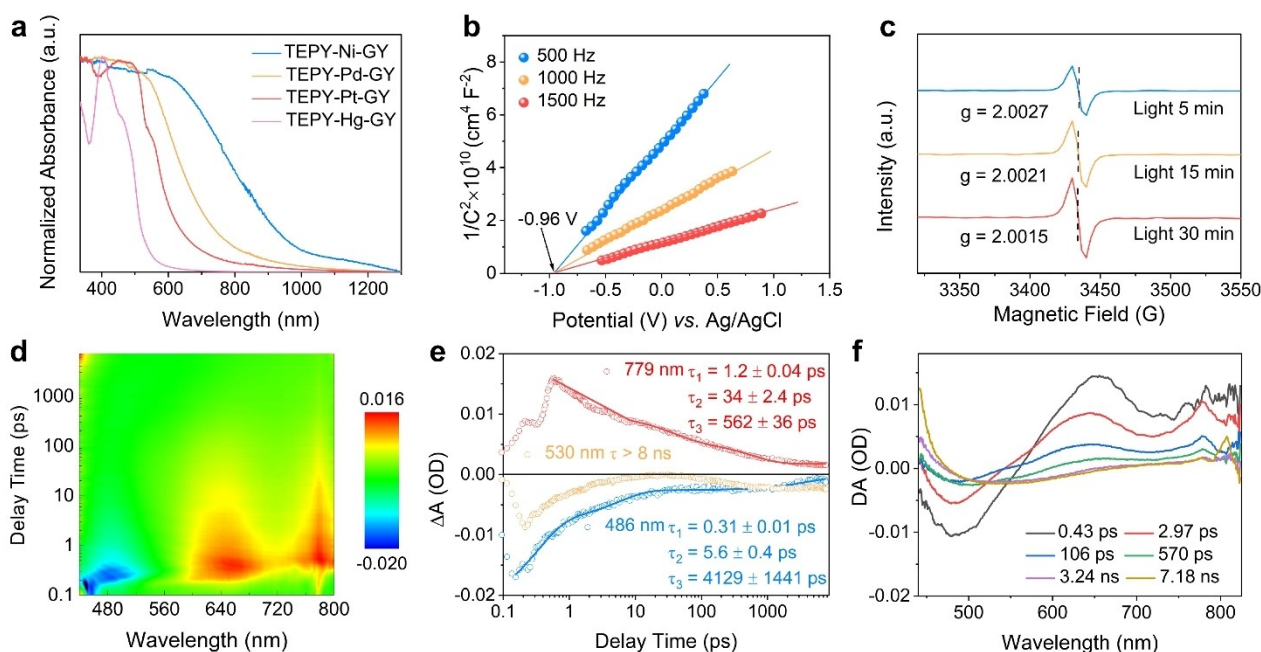 a
Normalized Absorbance (a.u.)
TEPY-Ni-GY
TEPY-Pd-GY
TEPY-Pt-GY
TEPY-Hg-GY
400 600 800 1000 1200
Wavelength (nm)
b
1/C²×10¹⁰ (cm⁴ F⁻²)
8
6
4
2
0
500 Hz
1000 Hz
1500 Hz
-0.96 V
-1.0 -0.5 0.0 0.5 1.0 1.5
Potential (V) vs. Ag/AgCl
c
Intensity (a.u.)
g = 2.0027 Light 5 min
g = 2.0021 Light 15 min
g = 2.0015 Light 30 min
3350 3400 3450 3500 3550
Magnetic Field (G)
d
Delay Time (ps)
1000
100
10
1
0.1
0.016
-0.020
480 560 640 720 800
Wavelength (nm)
e
ΔA (OD)
0.02
0.01
0.00
-0.01
-0.02
779 nm τ₁ = 1.2 ± 0.04 ps
τ₂ = 34 ± 2.4 ps
τ₃ = 562 ± 36 ps
530 nm τ > 8 ns
486 nm τ₁ = 0.31 ± 0.01 ps
τ₂ = 5.6 ± 0.4 ps
τ₃ = 4129 ± 1441 ps
0.1 1 10 100 1000
Delay Time (ps)
f
DA (OD)
0.01
0.00
-0.01
-0.02
0.43 ps 2.97 ps
106 ps 570 ps
3.24 ns 7.18 ns
500 600 700 800
Wavelength (nm)